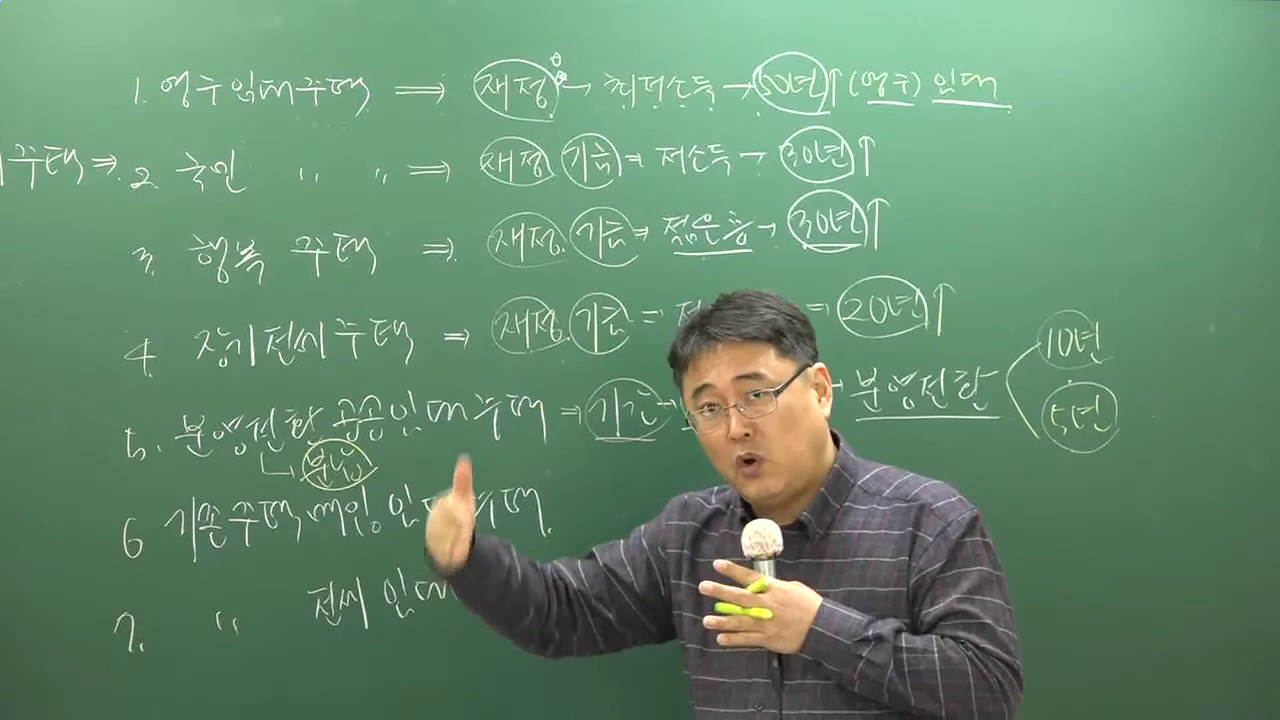 1. 영구임대주택 ⇒ 재정 → 최저소득 → 50년↑ (영구) 임대
주택 ⇒ 2. 국민 〃 〃 ⇒ 재정 기금 ⇒ 저소득 → 30년↑
3. 행복 주택 ⇒ 재정 기금 ⇒ 젊은층 → 30년↑
4. 장기전세주택 ⇒ 재정 기금 ⇒ 20년↑
10년
5. 분양전환 공공임대주택 ⇒ 기금 → 분양전환
5년
6 기존주택 매입임대주택.
7. 〃 전세 임대